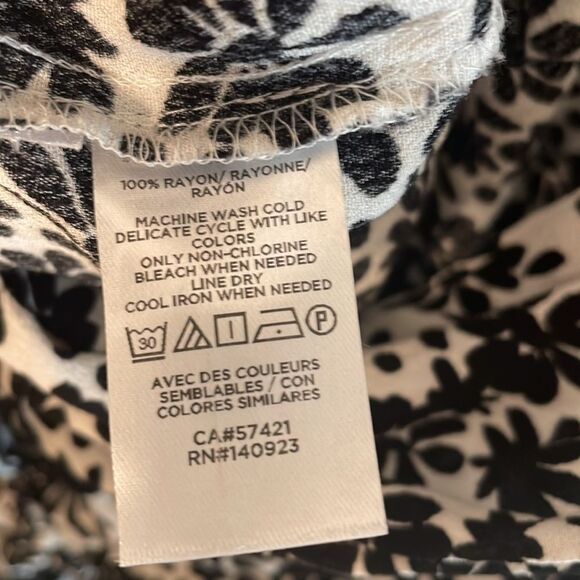 100% RAYON/ RAYONNE/
RAYÓN
MACHINE WASH COLD
DELICATE CYCLE WITH LIKE
COLORS
ONLY NON-CHLORINE
BLEACH WHEN NEEDED
LINE DRY
COOL IRON WHEN NEEDED
30 P
AVEC DES COULEURS
SEMBLABLES / CON
COLORES SIMILARES
CA#57421
RN#140923